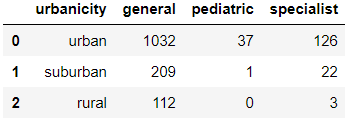 urbanicity general pediatric specialist
0 urban 1032 37 126
1 suburban 209 1 22
2 rural 112 0 3